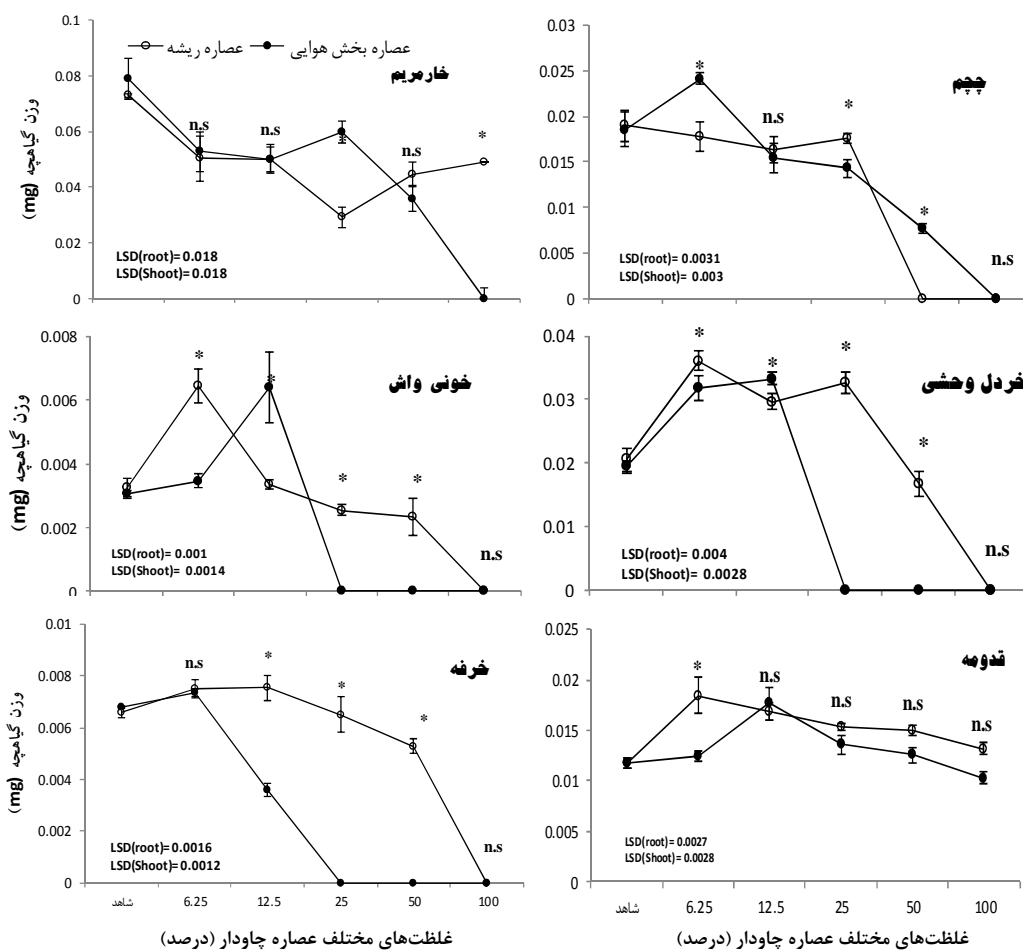 0.1
0.08
0.06
0.04
0.02
0
وزن گیاهچه (mg)
عصاره ریشه
عصاره بخش هوایی
خارمریم
n.s
n.s
*
n.s
*
LSD(root)= 0.018
LSD(Shoot)= 0.018
0.03
0.025
0.02
0.015
0.01
0.005
0
چچم
*
n.s
*
*
n.s
LSD(root)= 0.0031
LSD(Shoot)= 0.003
0.008
0.006
0.004
0.002
0
وزن گیاهچه (mg)
خونی واش
*
*
*
*
n.s
LSD(root)= 0.001
LSD(Shoot)= 0.0014
0.04
0.03
0.02
0.01
0
خردل وحشی
*
*
*
*
n.s
LSD(root)= 0.004
LSD(Shoot)= 0.0028
0.01
0.008
0.006
0.004
0.002
0
وزن گیاهچه (mg)
خرفه
n.s
*
*
*
n.s
LSD(root)= 0.0016
LSD(Shoot)= 0.0012
شاهد 6.25 12.5 25 50 100
غلظت‌های مختلف عصاره چاودار (درصد)
0.025
0.02
0.015
0.01
0.005
0
قدومه
*
n.s
n.s
n.s
n.s
LSD(root)= 0.0027
LSD(Shoot)= 0.0028
شاهد 6.25 12.5 25 50 100
غلظت‌های مختلف عصاره چاودار (درصد)